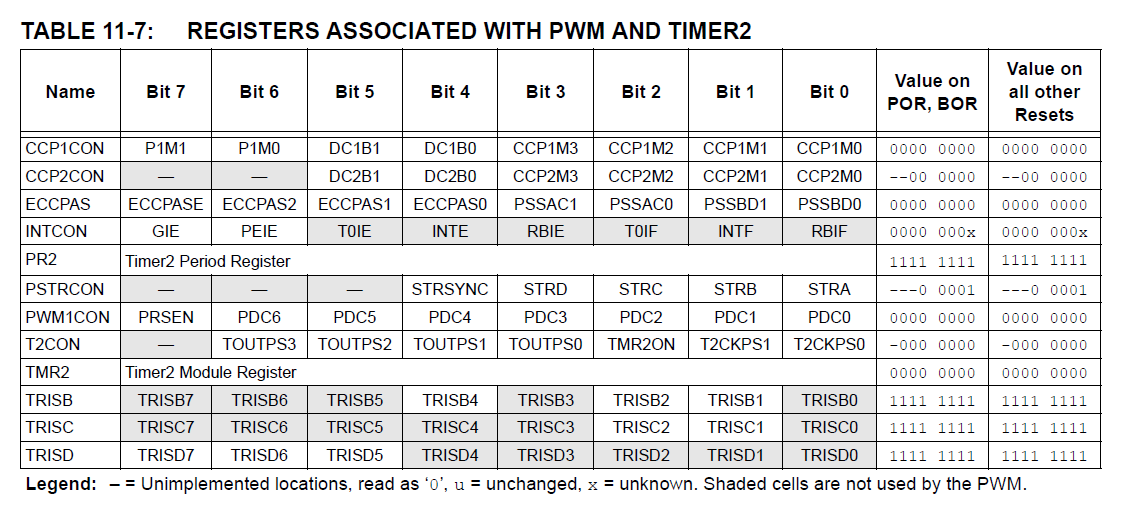 TABLE 11-7: REGISTERS ASSOCIATED WITH PWM AND TIMER2
Name Bit 7 Bit 6 Bit 5 Bit 4 Bit 3 Bit 2 Bit 1 Bit 0 Value on POR, BOR Value on all other Resets
CCP1CON P1M1 P1M0 DC1B1 DC1B0 CCP1M3 CCP1M2 CCP1M1 CCP1M0 0000 0000 0000 0000
CCP2CON — — DC2B1 DC2B0 CCP2M3 CCP2M2 CCP2M1 CCP2M0 --00 0000 --00 0000
ECCPAS ECCPASE ECCPAS2 ECCPAS1 ECCPAS0 PSSAC1 PSSAC0 PSSBD1 PSSBD0 0000 0000 0000 0000
INTCON GIE PEIE T0IE INTE RBIE T0IF INTF RBIF 0000 000x 0000 000x
PR2 Timer2 Period Register 1111 1111 1111 1111
PSTRCON — — — STRSYNC STRD STRC STRB STRA ---0 0001 ---0 0001
PWM1CON PRSEN PDC6 PDC5 PDC4 PDC3 PDC2 PDC1 PDC0 0000 0000 0000 0000
T2CON — TOUTPS3 TOUTPS2 TOUTPS1 TOUTPS0 TMR2ON T2CKPS1 T2CKPS0 -000 0000 -000 0000
TMR2 Timer2 Module Register 0000 0000 0000 0000
TRISB TRISB7 TRISB6 TRISB5 TRISB4 TRISB3 TRISB2 TRISB1 TRISB0 1111 1111 1111 1111
TRISC TRISC7 TRISC6 TRISC5 TRISC4 TRISC3 TRISC2 TRISC1 TRISC0 1111 1111 1111 1111
TRISD TRISD7 TRISD6 TRISD5 TRISD4 TRISD3 TRISD2 TRISD1 TRISD0 1111 1111 1111 1111
Legend: – = Unimplemented locations, read as ‘0’, u = unchanged, x = unknown. Shaded cells are not used by the PWM.